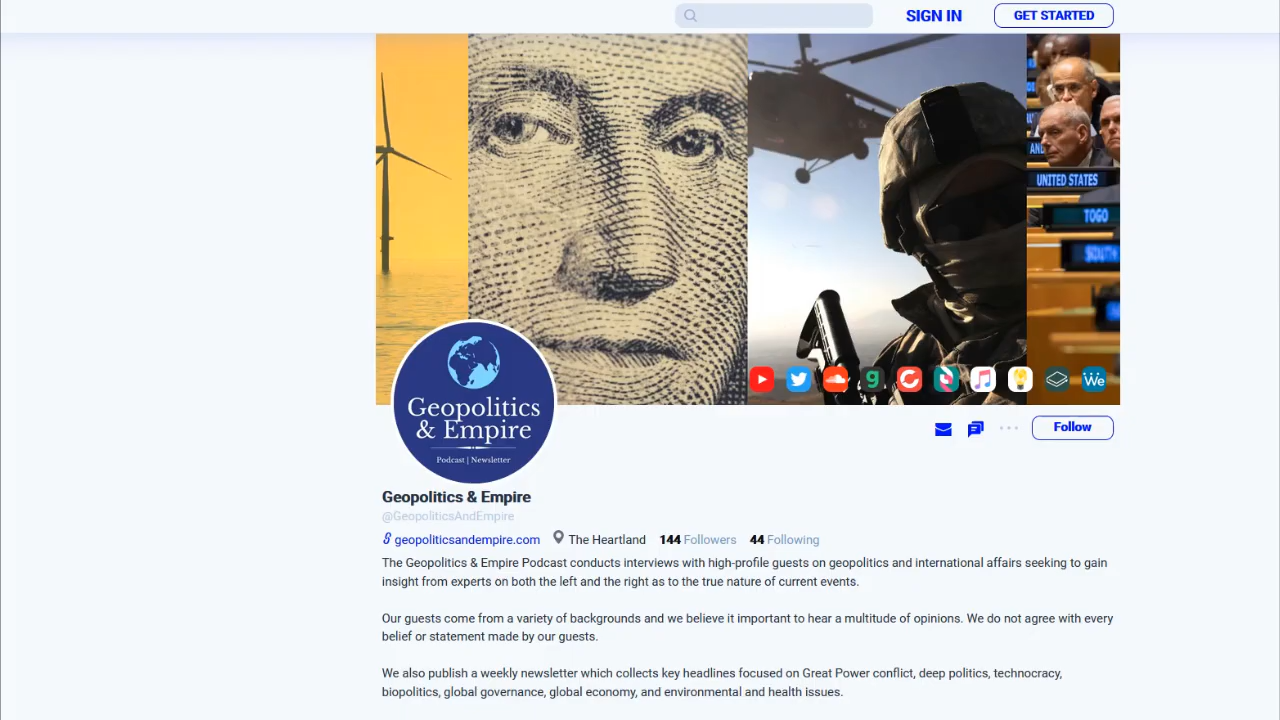 SIGN IN
GET STARTED
AND
UNITED STATES
TOGO
Geopolitics
& Empire
Podcast | Newsletter
We
Follow
Geopolitics & Empire
@GeopoliticsAndEmpire
geopoliticsandempire.com The Heartland 144 Followers 44 Following
The Geopolitics & Empire Podcast conducts interviews with high-profile guests on geopolitics and international affairs seeking to gain
insight from experts on both the left and the right as to the true nature of current events.
Our guests come from a variety of backgrounds and we believe it important to hear a multitude of opinions. We do not agree with every
belief or statement made by our guests.
We also publish a weekly newsletter which collects key headlines focused on Great Power conflict, deep politics, technocracy,
biopolitics, global governance, global economy, and environmental and health issues.